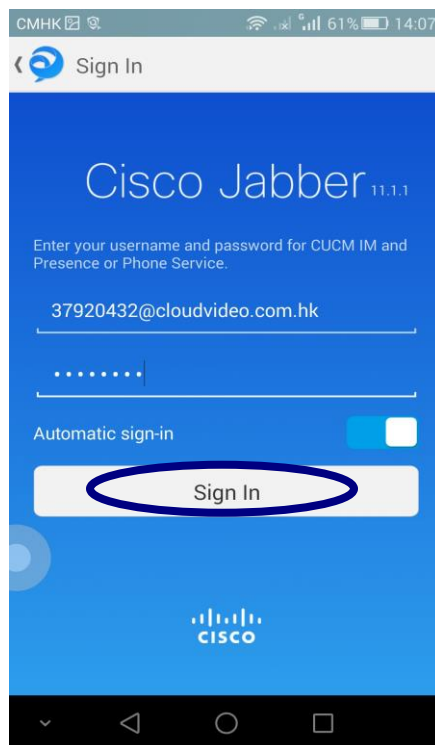 CMHK 61% 14:07
Sign In
Cisco Jabber 11.1.1
Enter your username and password for CUCM IM and
Presence or Phone Service.
37920432@cloudvideo.com.hk
••••••••
Automatic sign-in
Sign In
CISCO